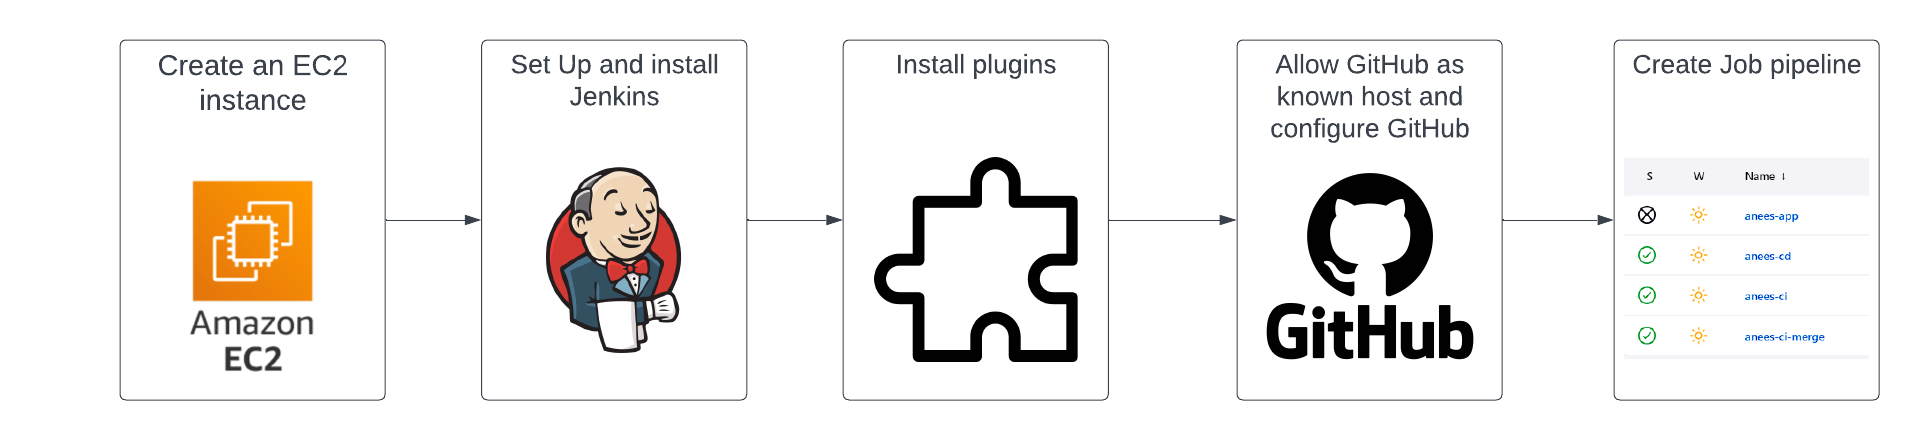 Create an EC2
instance
Amazon
EC2
Set Up and install
Jenkins
Install plugins
Allow GitHub as
known host and
configure GitHub
GitHub
Create Job pipeline
S W Name ↓
anees-app
anees-cd
anees-ci
anees-ci-merge